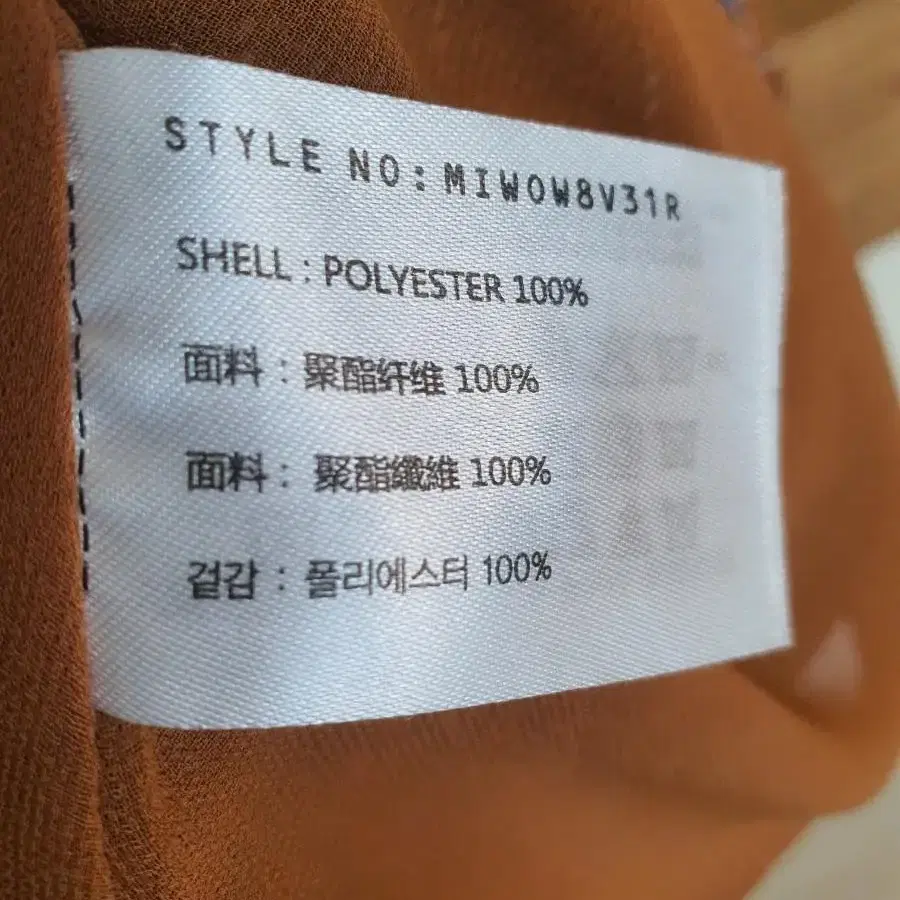 STYLE NO: MIWOW8V31R
SHELL : POLYESTER 100%
面料 : 聚酯纤维 100%
面料 : 聚酯纖維 100%
겉감 : 폴리에스터 100%